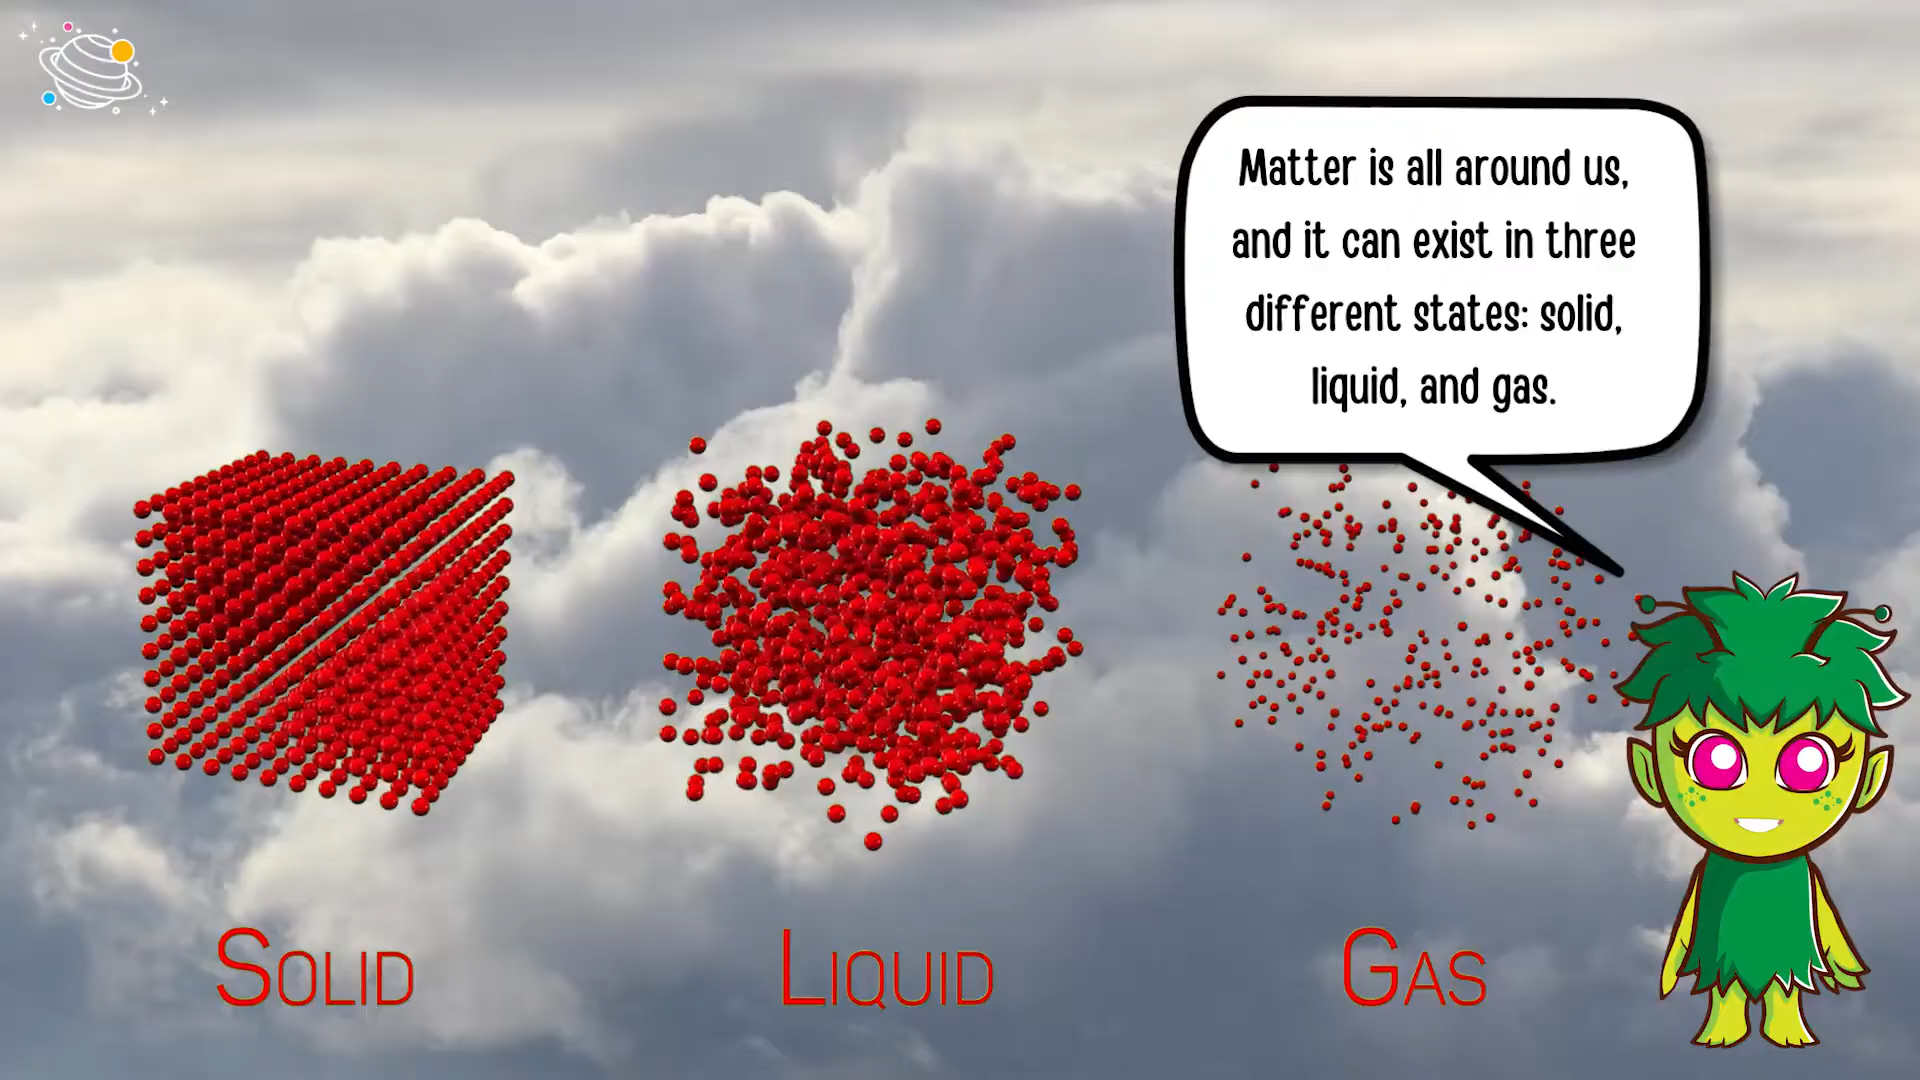 Matter is all around us,
and it can exist in three
different states: solid,
liquid, and gas.
Solid
Liquid
Gas